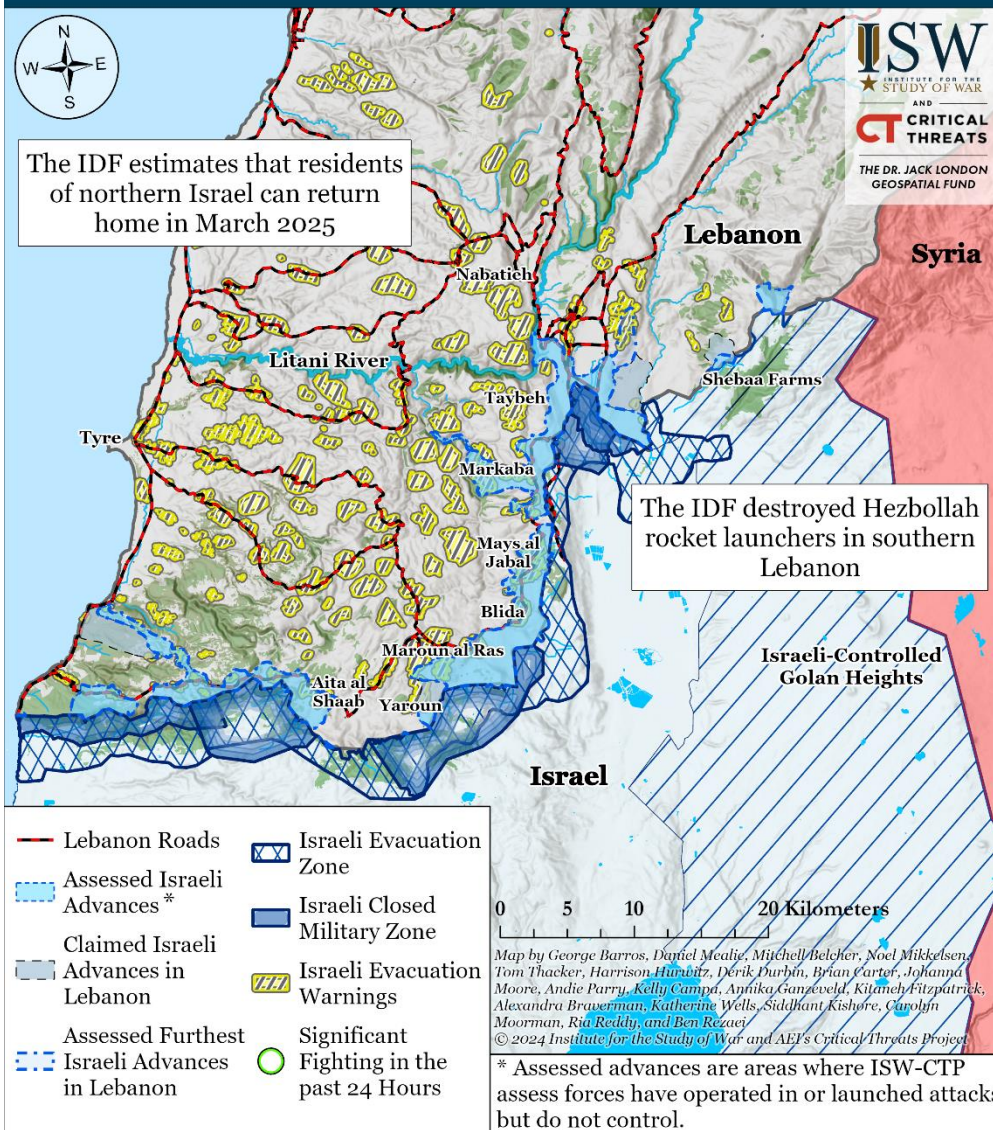 N
W E
S
ISW
INSTITUTE FOR THE
STUDY OF WAR
AND
CT CRITICAL
THREATS
THE DR. JACK LONDON
GEOSPATIAL FUND
The IDF estimates that residents
of northern Israel can return
home in March 2025
Lebanon
Syria
Nabatieh
Litani River
Shebaa Farms
Taybeh
Tyre
Markaba
The IDF destroyed Hezbollah
rocket launchers in southern
Lebanon
Mays al
Jabal
Blida
Maroun al Ras
Israeli-Controlled
Golan Heights
Aita al
Shaab
Yaroun
Israel
Lebanon Roads
Assessed Israeli
Advances *
Claimed Israeli
Advances in
Lebanon
Assessed Furthest
Israeli Advances
in Lebanon
Israeli Evacuation
Zone
Israeli Closed
Military Zone
Israeli Evacuation
Warnings
Significant
Fighting in the
past 24 Hours
0 5 10 20 Kilometers
Map by George Barros, Daniel Mealie, Mitchell Belcher, Noel Mikkelsen,
Tom Thacker, Harrison Hurwitz, Derik Durbin, Brian Carter, Johanna
Moore, Andie Parry, Kelly Campa, Annika Ganzeveld, Kitaneh Fitzpatrick,
Alexandra Braverman, Katherine Wells, Siddhant Kishore, Carolyn
Moorman, Ria Reddy, and Ben Rezaei
© 2024 Institute for the Study of War and AEI's Critical Threats Project
* Assessed advances are areas where ISW-CTP
assess forces have operated in or launched attacks
but do not control.